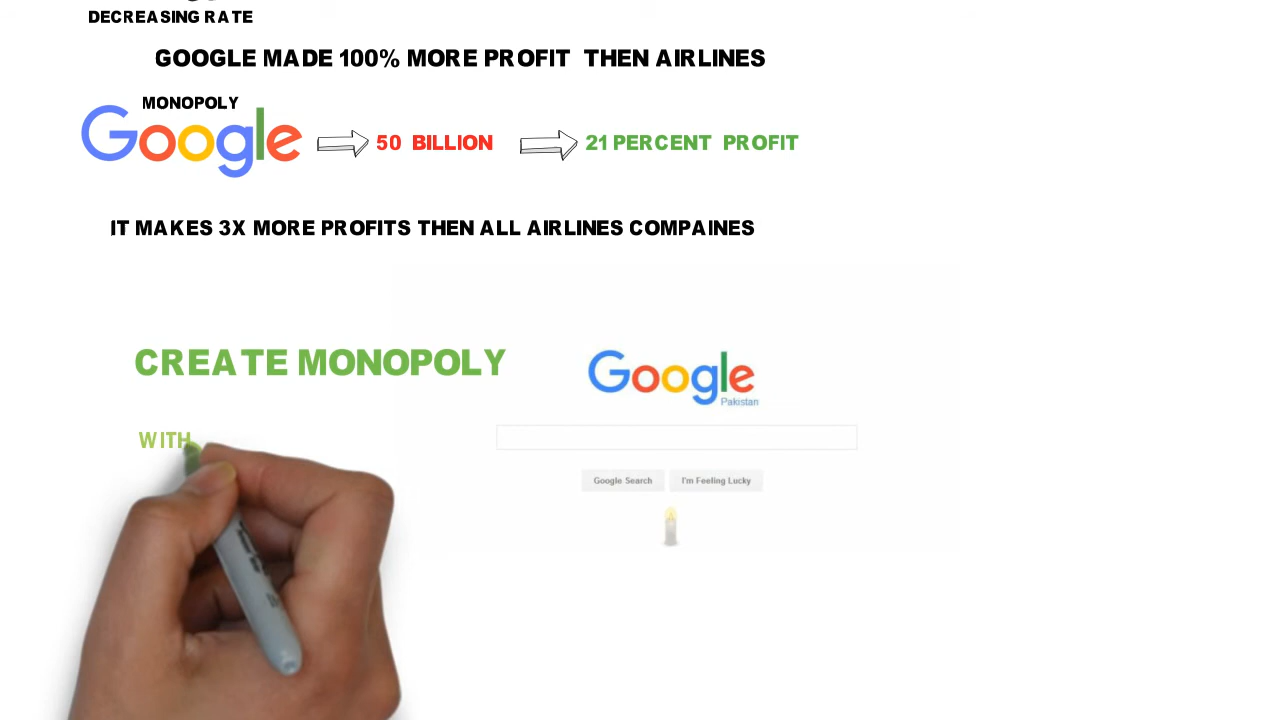 DECREASING RATE
GOOGLE MADE 100% MORE PROFIT THEN AIRLINES
MONOPOLY
Google
50 BILLION
21 PERCENT PROFIT
IT MAKES 3X MORE PROFITS THEN ALL AIRLINES COMPAINES
CREATE MONOPOLY
Google
Pakistan
WITH
Google Search
I'm Feeling Lucky